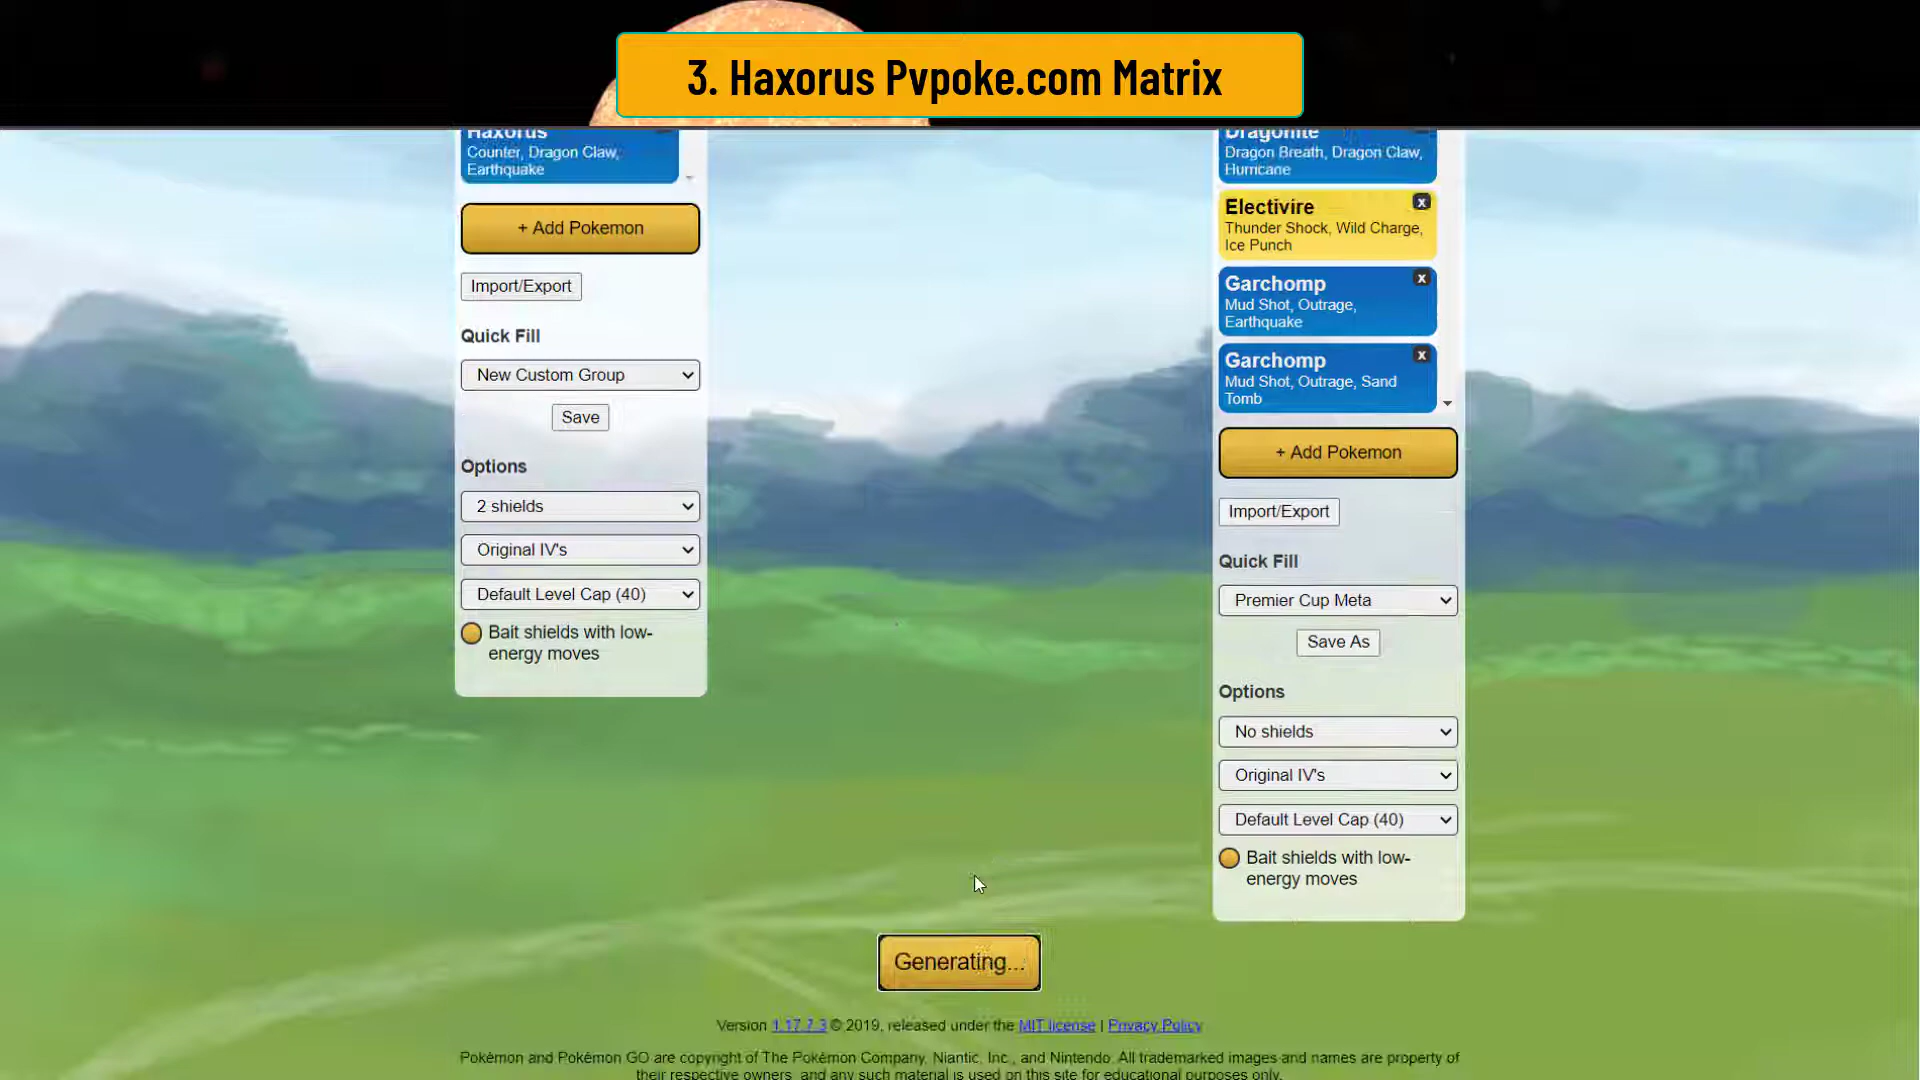 3. Haxorus Pvpoke.com Matrix
Haxorus
Counter, Dragon Claw,
Earthquake
+ Add Pokemon
Import/Export
Quick Fill
New Custom Group
Save
Options
2 shields
Original IV's
Default Level Cap (40)
Bait shields with low-
energy moves
Dragonite
Dragon Breath, Dragon Claw,
Hurricane
Electivire
x
Thunder Shock, Wild Charge,
Ice Punch
Garchomp
x
Mud Shot, Outrage,
Earthquake
Garchomp
x
Mud Shot, Outrage, Sand
Tomb
+ Add Pokemon
Import/Export
Quick Fill
Premier Cup Meta
Save As
Options
No shields
Original IV's
Default Level Cap (40)
Bait shields with low-
energy moves
Generating...
Version 1.17.7.3 © 2019, released under the MIT license | Privacy Policy
Pokémon and Pokémon GO are copyright of The Pokémon Company, Niantic, Inc., and Nintendo. All trademarked images and names are property of
their respective owners, and any such material is used on this site for educational purposes only.